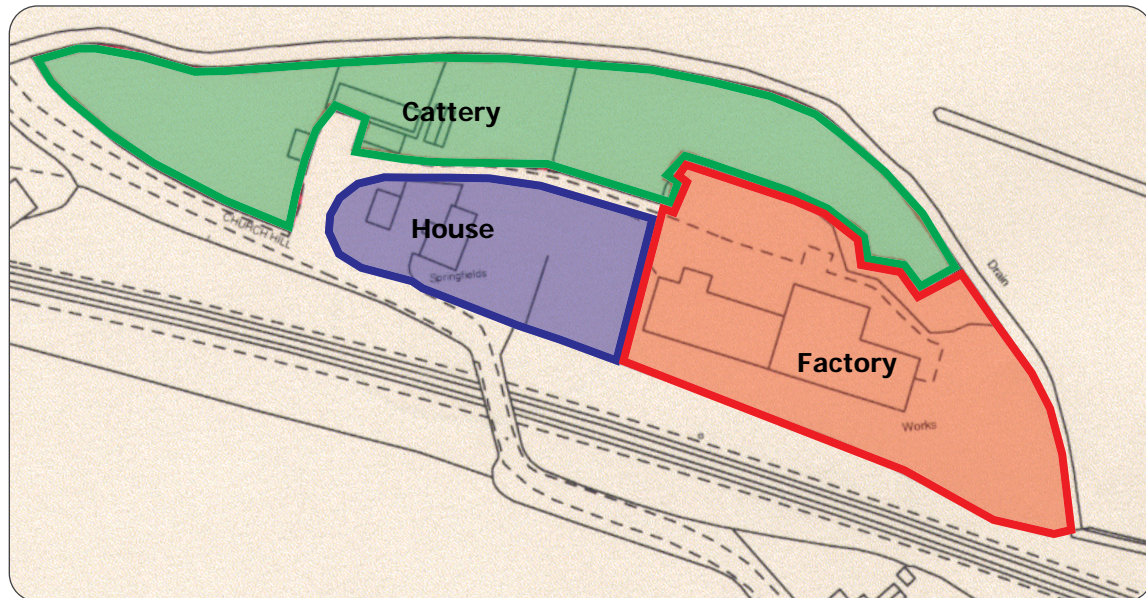 Cattery
CHURCH HILL
House
Springfields
Drain
Factory
Works